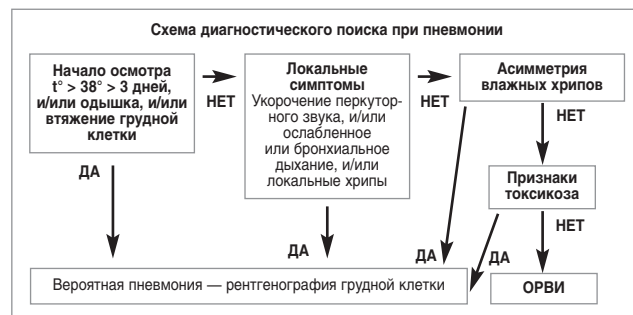 Схема диагностического поиска при пневмонии
Начало осмотра
t° > 38° > 3 дней,
и/или одышка, и/или
втяжение грудной
клетки
НЕТ
Локальные
симптомы
Укорочение перкутор-
ного звука, и/или
ослабленное
или бронхиальное
дыхание, и/или
локальные хрипы
НЕТ
Асимметрия
влажных хрипов
НЕТ
ДА
Признаки
токсикоза
НЕТ
ДА
ДА
ДА
Вероятная пневмония — рентгенография грудной клетки
ОРВИ